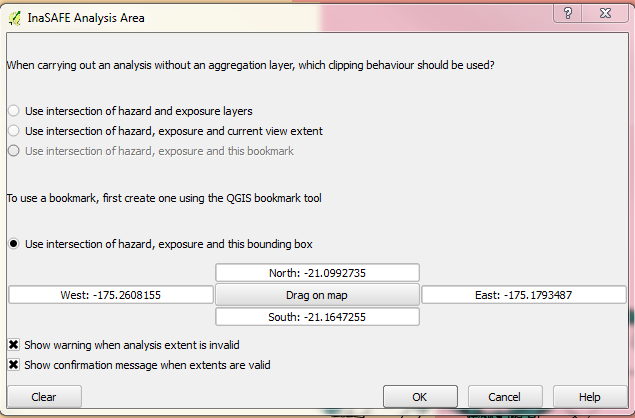 InaSAFE Analysis Area
When carrying out an analysis without an aggregation layer, which clipping behaviour should be used?
Use intersection of hazard and exposure layers
Use intersection of hazard, exposure and current view extent
Use intersection of hazard, exposure and this bookmark
To use a bookmark, first create one using the QGIS bookmark tool
Use intersection of hazard, exposure and this bounding box
North: -21.0992735
West: -175.2608155 Drag on map East: -175.1793487
South: -21.1647255
Show warning when analysis extent is invalid
Show confirmation message when extents are valid
Clear OK Cancel Help